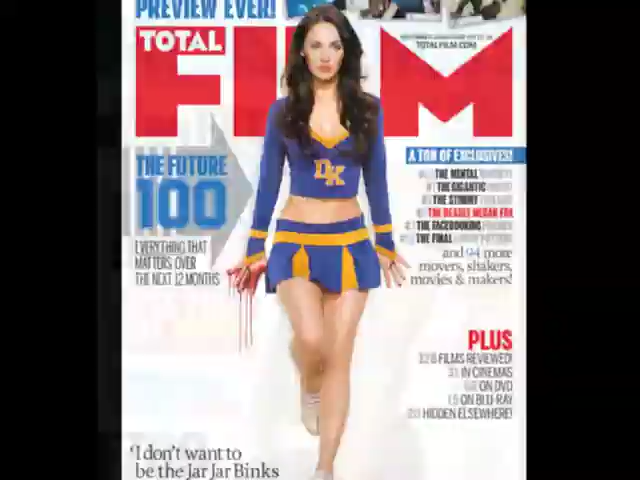 PREVIEW EVER!
TOTAL
FILM
TOTALFILM.COM
THE FUTURE
100
EVERYTHING THAT
MATTERS OVER
THE NEXT 12 MONTHS
DK
A TON OF EXCLUSIVES!
THE MENTAL
THE GIGANTIC
THE STUNNY
THE DEADLY MEGAN FOX
THE FACEBOOKING
THE FINAL
and 94 more
movers, shakers,
movies & makers!
PLUS
FILMS REVIEWED!
IN CINEMAS
ON DVD
ON BLU-RAY
HIDDEN ELSEWHERE!
'I don't want to
be the Jar Jar Binks